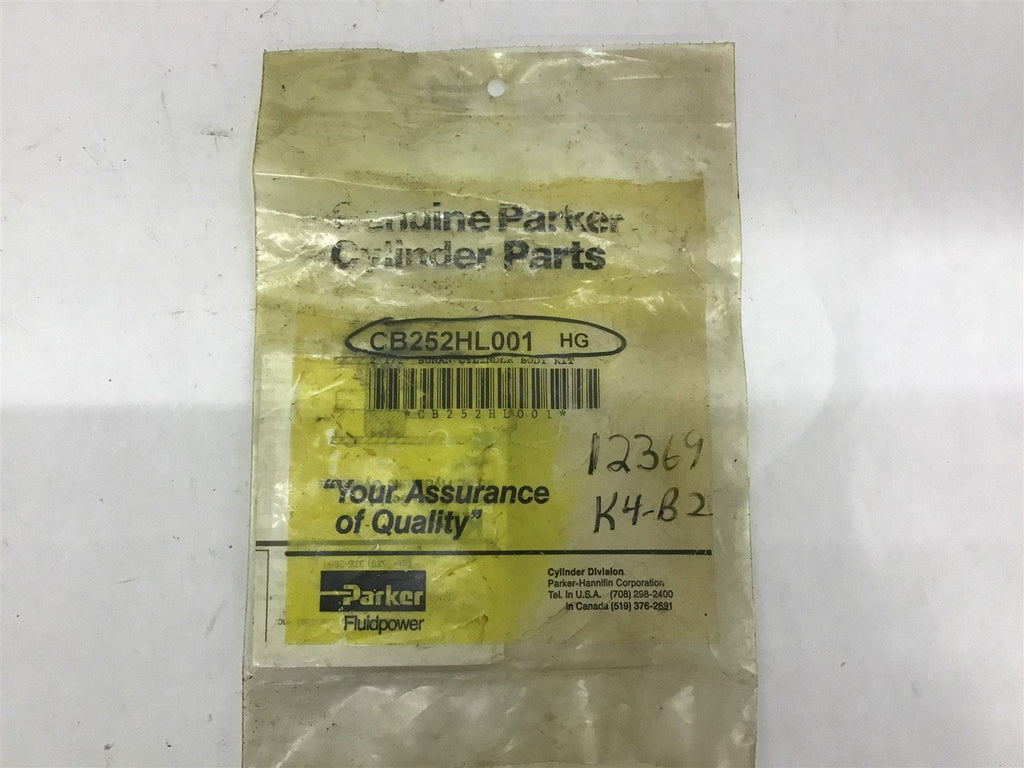 Genuine Parker
Cylinder Parts
CB252HL001 HG
BUNAN CYLINDER BODY KIT
*CB252HL001*
12369
K4-B2
"Your Assurance
of Quality"
Parker
Fluidpower
Cylinder Division
Parker-Hannifin Corporation
Tel. In U.S.A. (708) 298-2400
In Canada (519) 376-2691